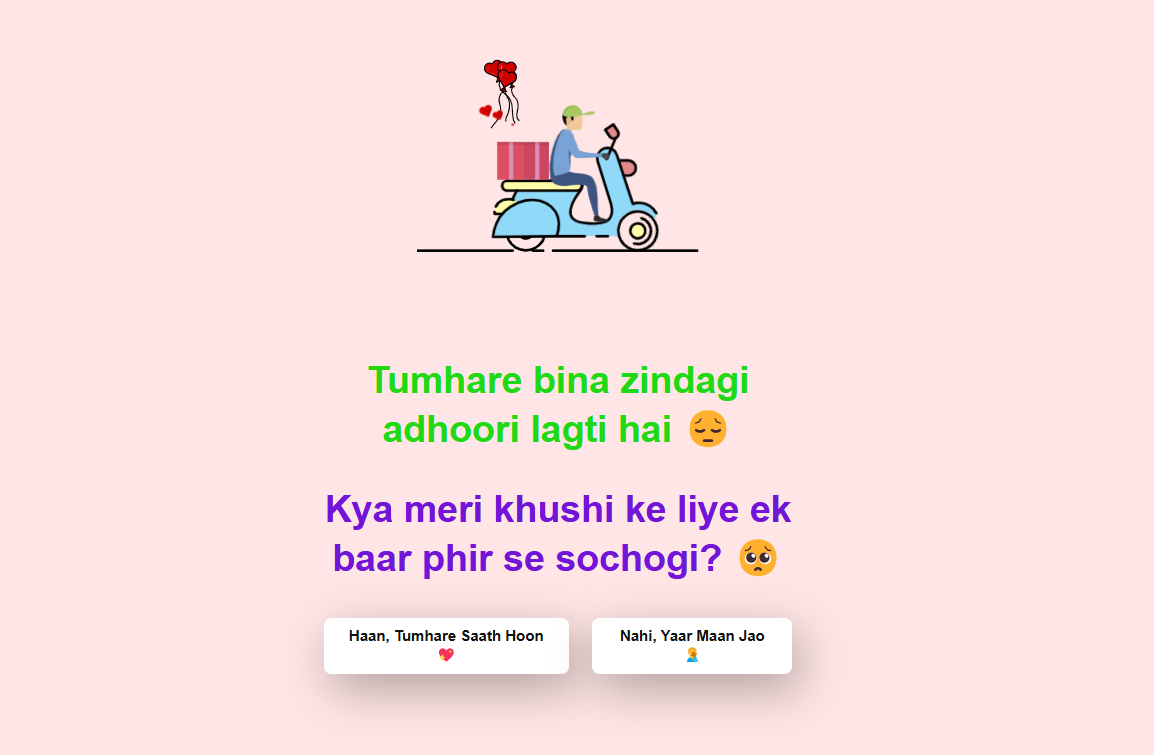 Tumhare bina zindagi
adhoori lagti hai 😔
Kya meri khushi ke liye ek
baar phir se sochogi? 🥺
Haan, Tumhare Saath Hoon
💖
Nahi, Yaar Maan Jao
🤦